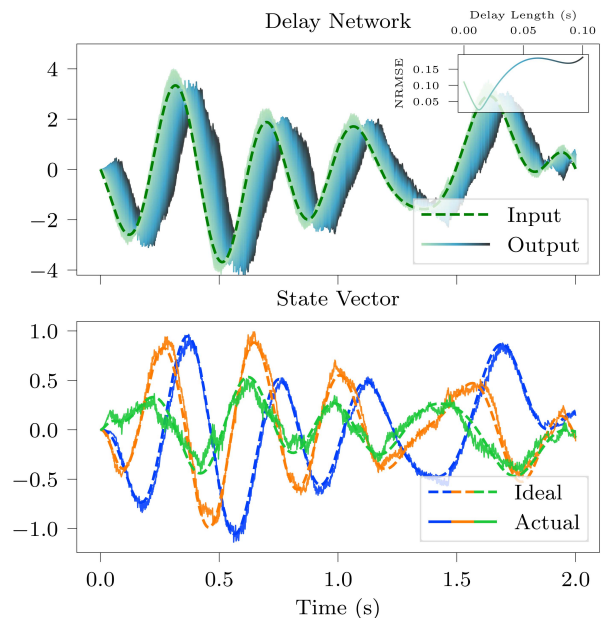 Delay Network
Delay Length (s)
0.00 0.05 0.10
NRMSE
0.15
0.10
0.05
4
2
0
−2
−4
Input
Output
State Vector
1.0
0.5
0.0
−0.5
−1.0
Ideal
Actual
0.0 0.5 1.0 1.5 2.0
Time (s)